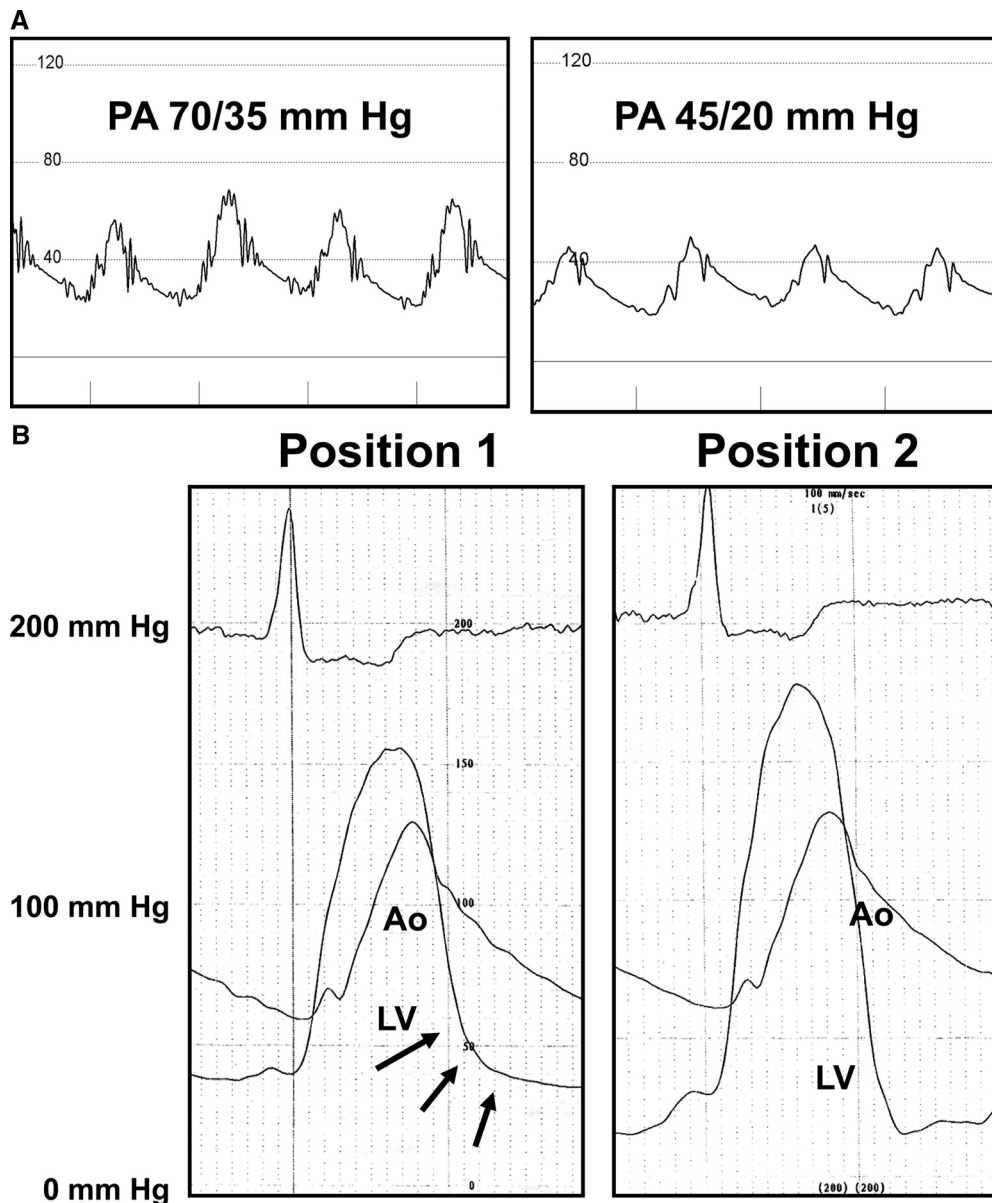 A
120
PA 70/35 mm Hg
80
40
120
PA 45/20 mm Hg
80
40
B
Position 1
Position 2
200 mm Hg
100 mm Hg
0 mm Hg
200
150
100
Ao
LV
50
0
100 mm/sec
1(5)
Ao
LV
(200) (200)